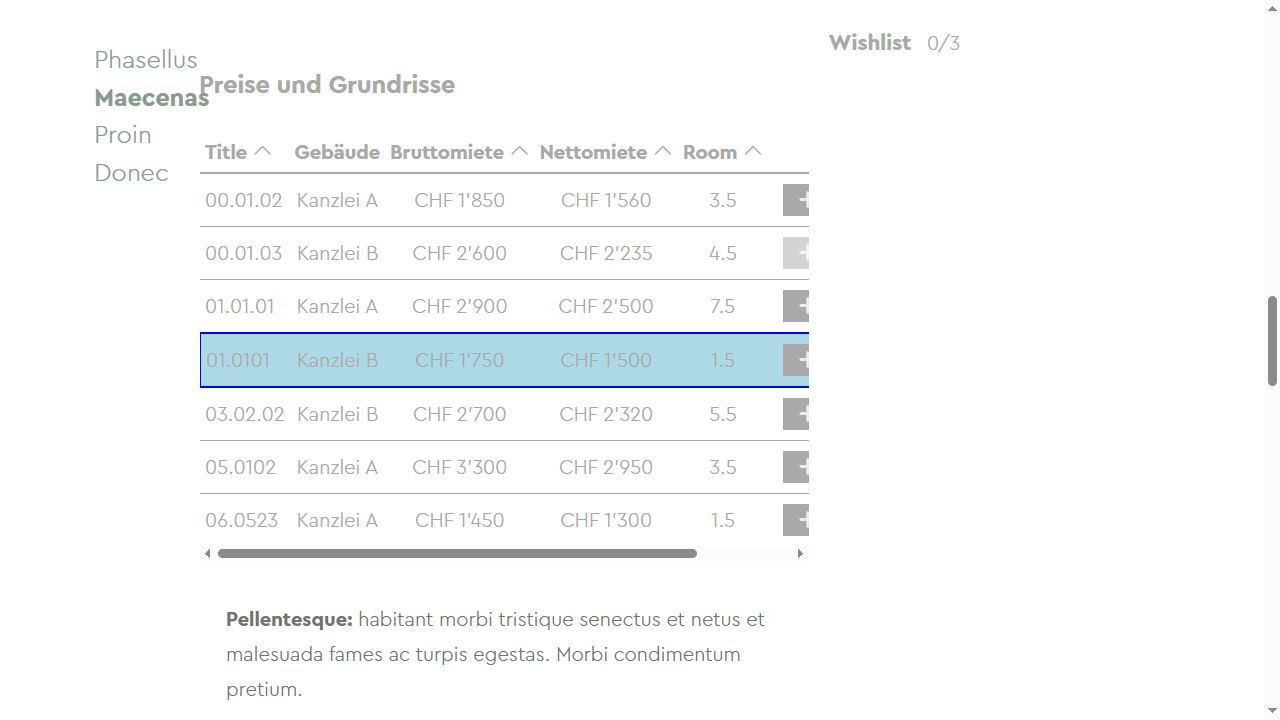 Phasellus
Maecenas
Proin
Donec
Wishlist 0/3
Preise und Grundrisse
Title Gebäude Bruttomiete Nettomiete Room
00.01.02 Kanzlei A CHF 1'850 CHF 1'560 3.5
00.01.03 Kanzlei B CHF 2'600 CHF 2'235 4.5
01.01.01 Kanzlei A CHF 2'900 CHF 2'500 7.5
01.0101 Kanzlei B CHF 1'750 CHF 1'500 1.5
03.02.02 Kanzlei B CHF 2'700 CHF 2'320 5.5
05.0102 Kanzlei A CHF 3'300 CHF 2'950 3.5
06.0523 Kanzlei A CHF 1'450 CHF 1'300 1.5
Pellentesque: habitant morbi tristique senectus et netus et
malesuada fames ac turpis egestas. Morbi condimentum
pretium.